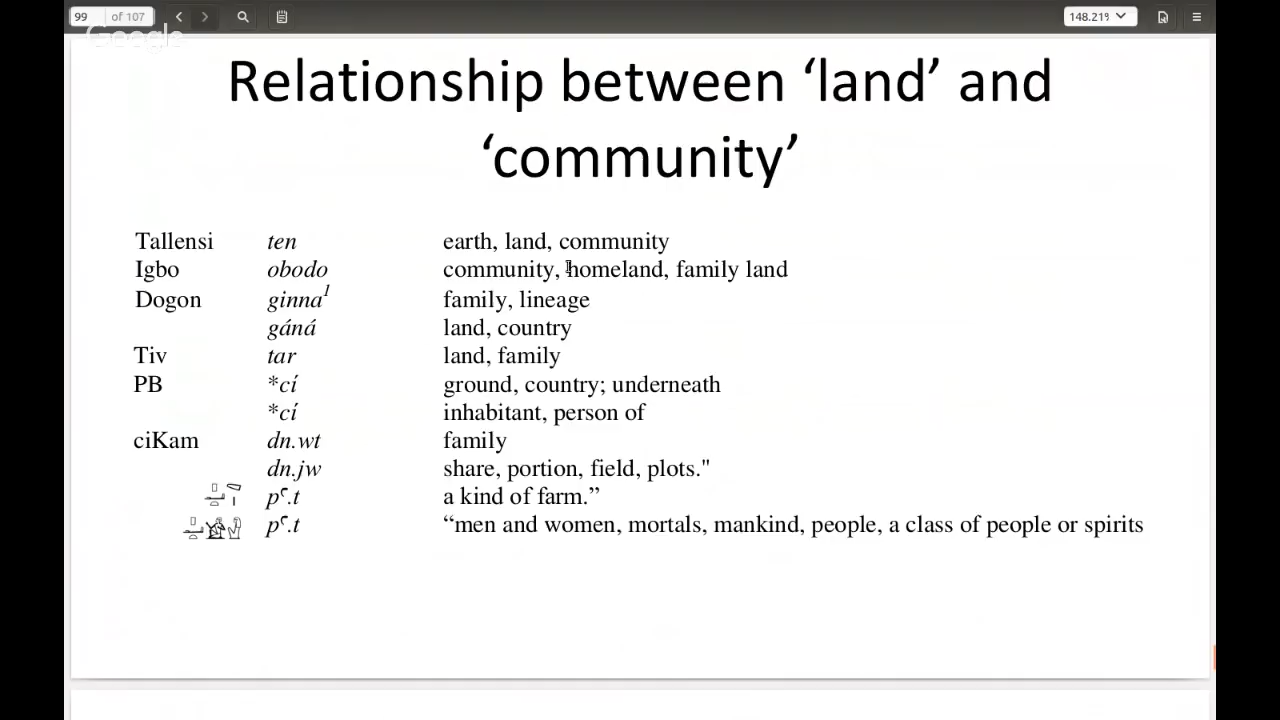 99 of 107
148.21%
Google
Relationship between ‘land’ and
‘community’
Tallensi ten earth, land, community
Igbo obodo community, homeland, family land
Dogon ginna¹ family, lineage
gáná land, country
Tiv tar land, family
PB *cí ground, country; underneath
*cí inhabitant, person of
ciKam dn.wt family
dn.jw share, portion, field, plots."
pˁ.t a kind of farm.”
pˁ.t “men and women, mortals, mankind, people, a class of people or spirits